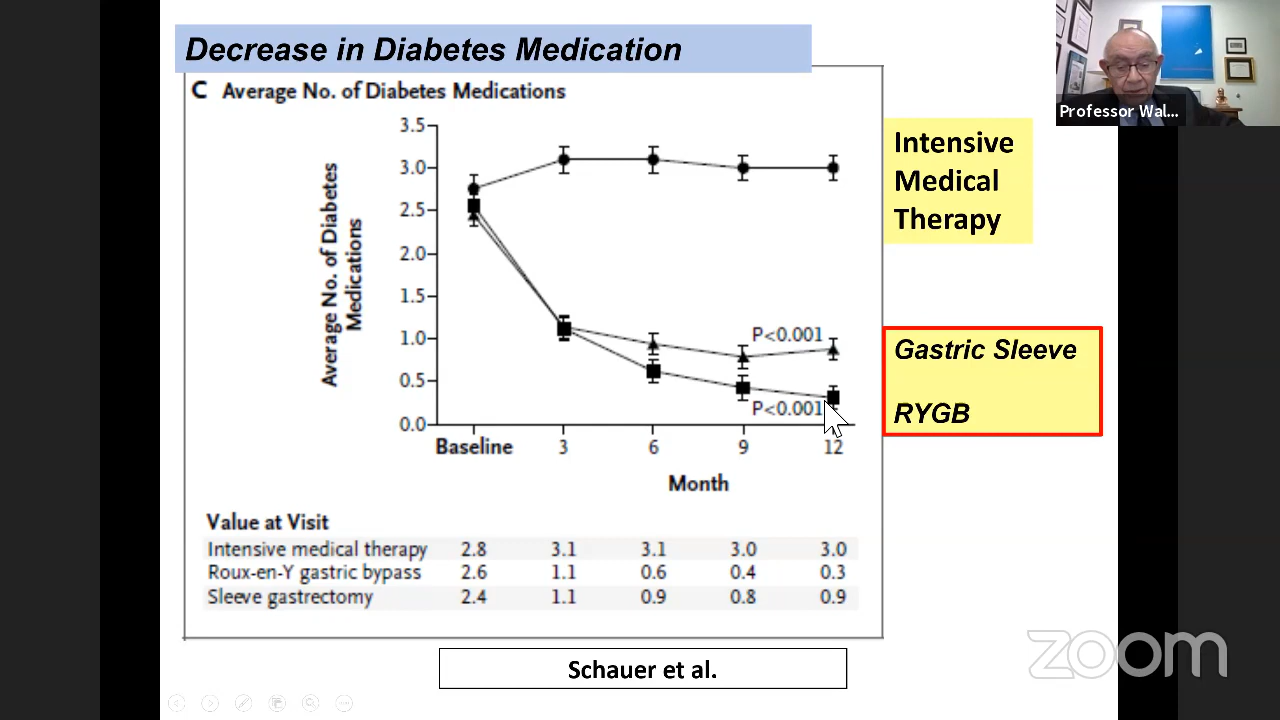 Decrease in Diabetes Medication
Professor Wal...
C Average No. of Diabetes Medications
Average No. of Diabetes
Medications
3.5
3.0
2.5
2.0
1.5
1.0
0.5
0.0
P<0.001
P<0.001
Baseline 3 6 9 12
Month
Intensive
Medical
Therapy
Gastric Sleeve
RYGB
Value at Visit
Intensive medical therapy 2.8 3.1 3.1 3.0 3.0
Roux-en-Y gastric bypass 2.6 1.1 0.6 0.4 0.3
Sleeve gastrectomy 2.4 1.1 0.9 0.8 0.9
Schauer et al.
zoom